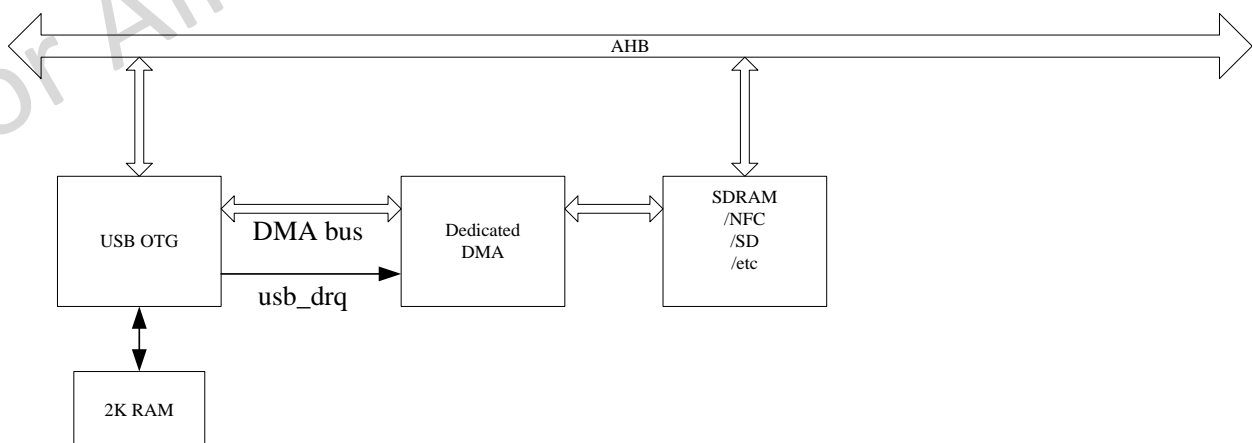 AHB
USB OTG
DMA bus
usb_drq
Dedicated
DMA
SDRAM
/NFC
/SD
/etc
2K RAM